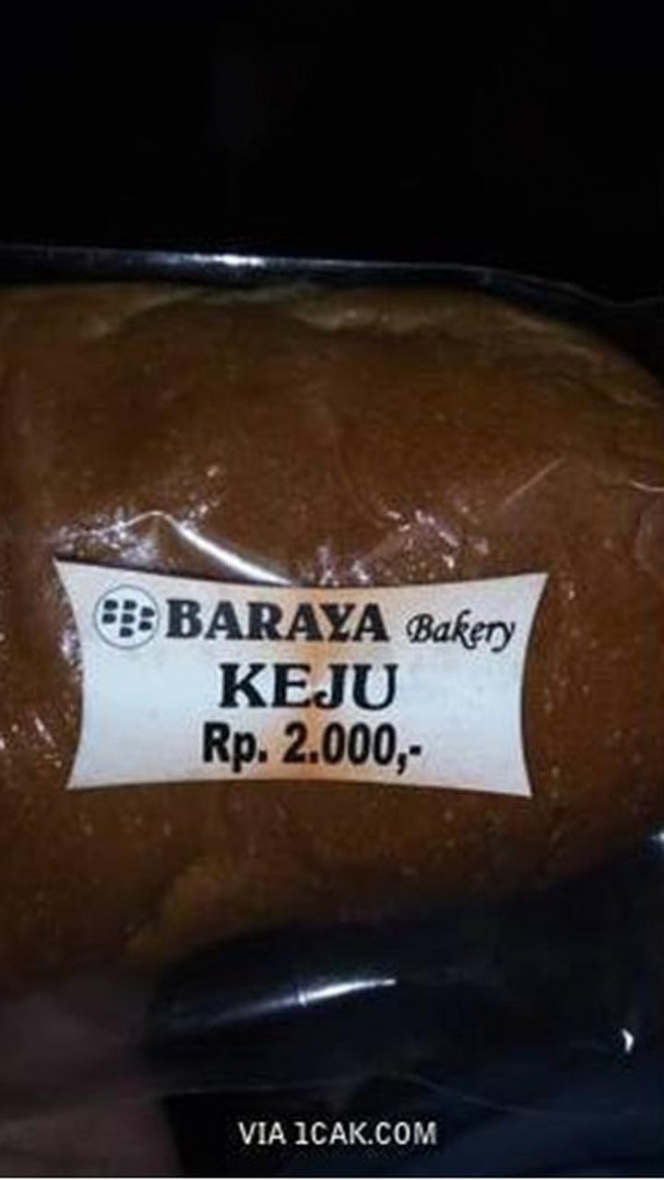 BARAYA Bakery
KEJU
Rp. 2.000,-
VIA 1CAK.COM